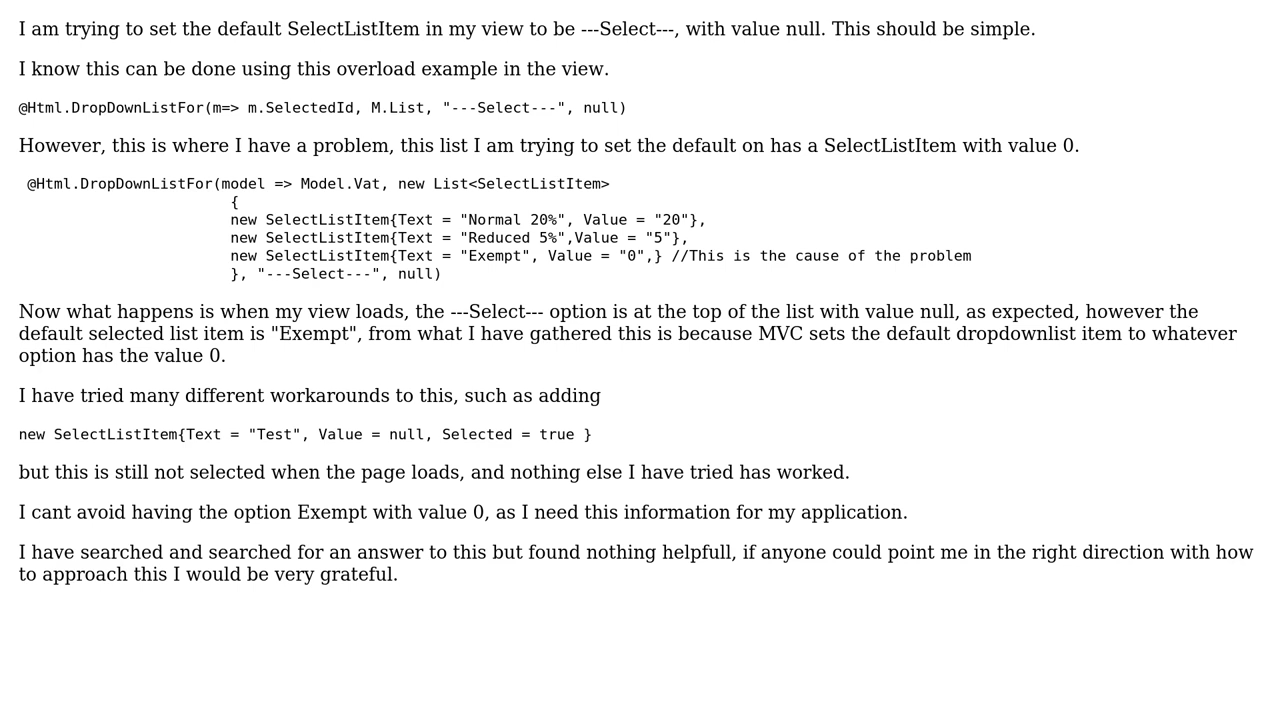 I am trying to set the default SelectListItem in my view to be ---Select---, with value null. This should be simple.
I know this can be done using this overload example in the view.
@Html.DropDownListFor(m=> m.SelectedId, M.List, "---Select---", null)
However, this is where I have a problem, this list I am trying to set the default on has a SelectListItem with value 0.
@Html.DropDownListFor(model => Model.Vat, new List<SelectListItem>
{
new SelectListItem{Text = "Normal 20%", Value = "20"},
new SelectListItem{Text = "Reduced 5%",Value = "5"},
new SelectListItem{Text = "Exempt", Value = "0",} //This is the cause of the problem
}, "---Select---", null)
Now what happens is when my view loads, the ---Select--- option is at the top of the list with value null, as expected, however the
default selected list item is "Exempt", from what I have gathered this is because MVC sets the default dropdownlist item to whatever
option has the value 0.
I have tried many different workarounds to this, such as adding
new SelectListItem{Text = "Test", Value = null, Selected = true }
but this is still not selected when the page loads, and nothing else I have tried has worked.
I cant avoid having the option Exempt with value 0, as I need this information for my application.
I have searched and searched for an answer to this but found nothing helpfull, if anyone could point me in the right direction with how
to approach this I would be very grateful.